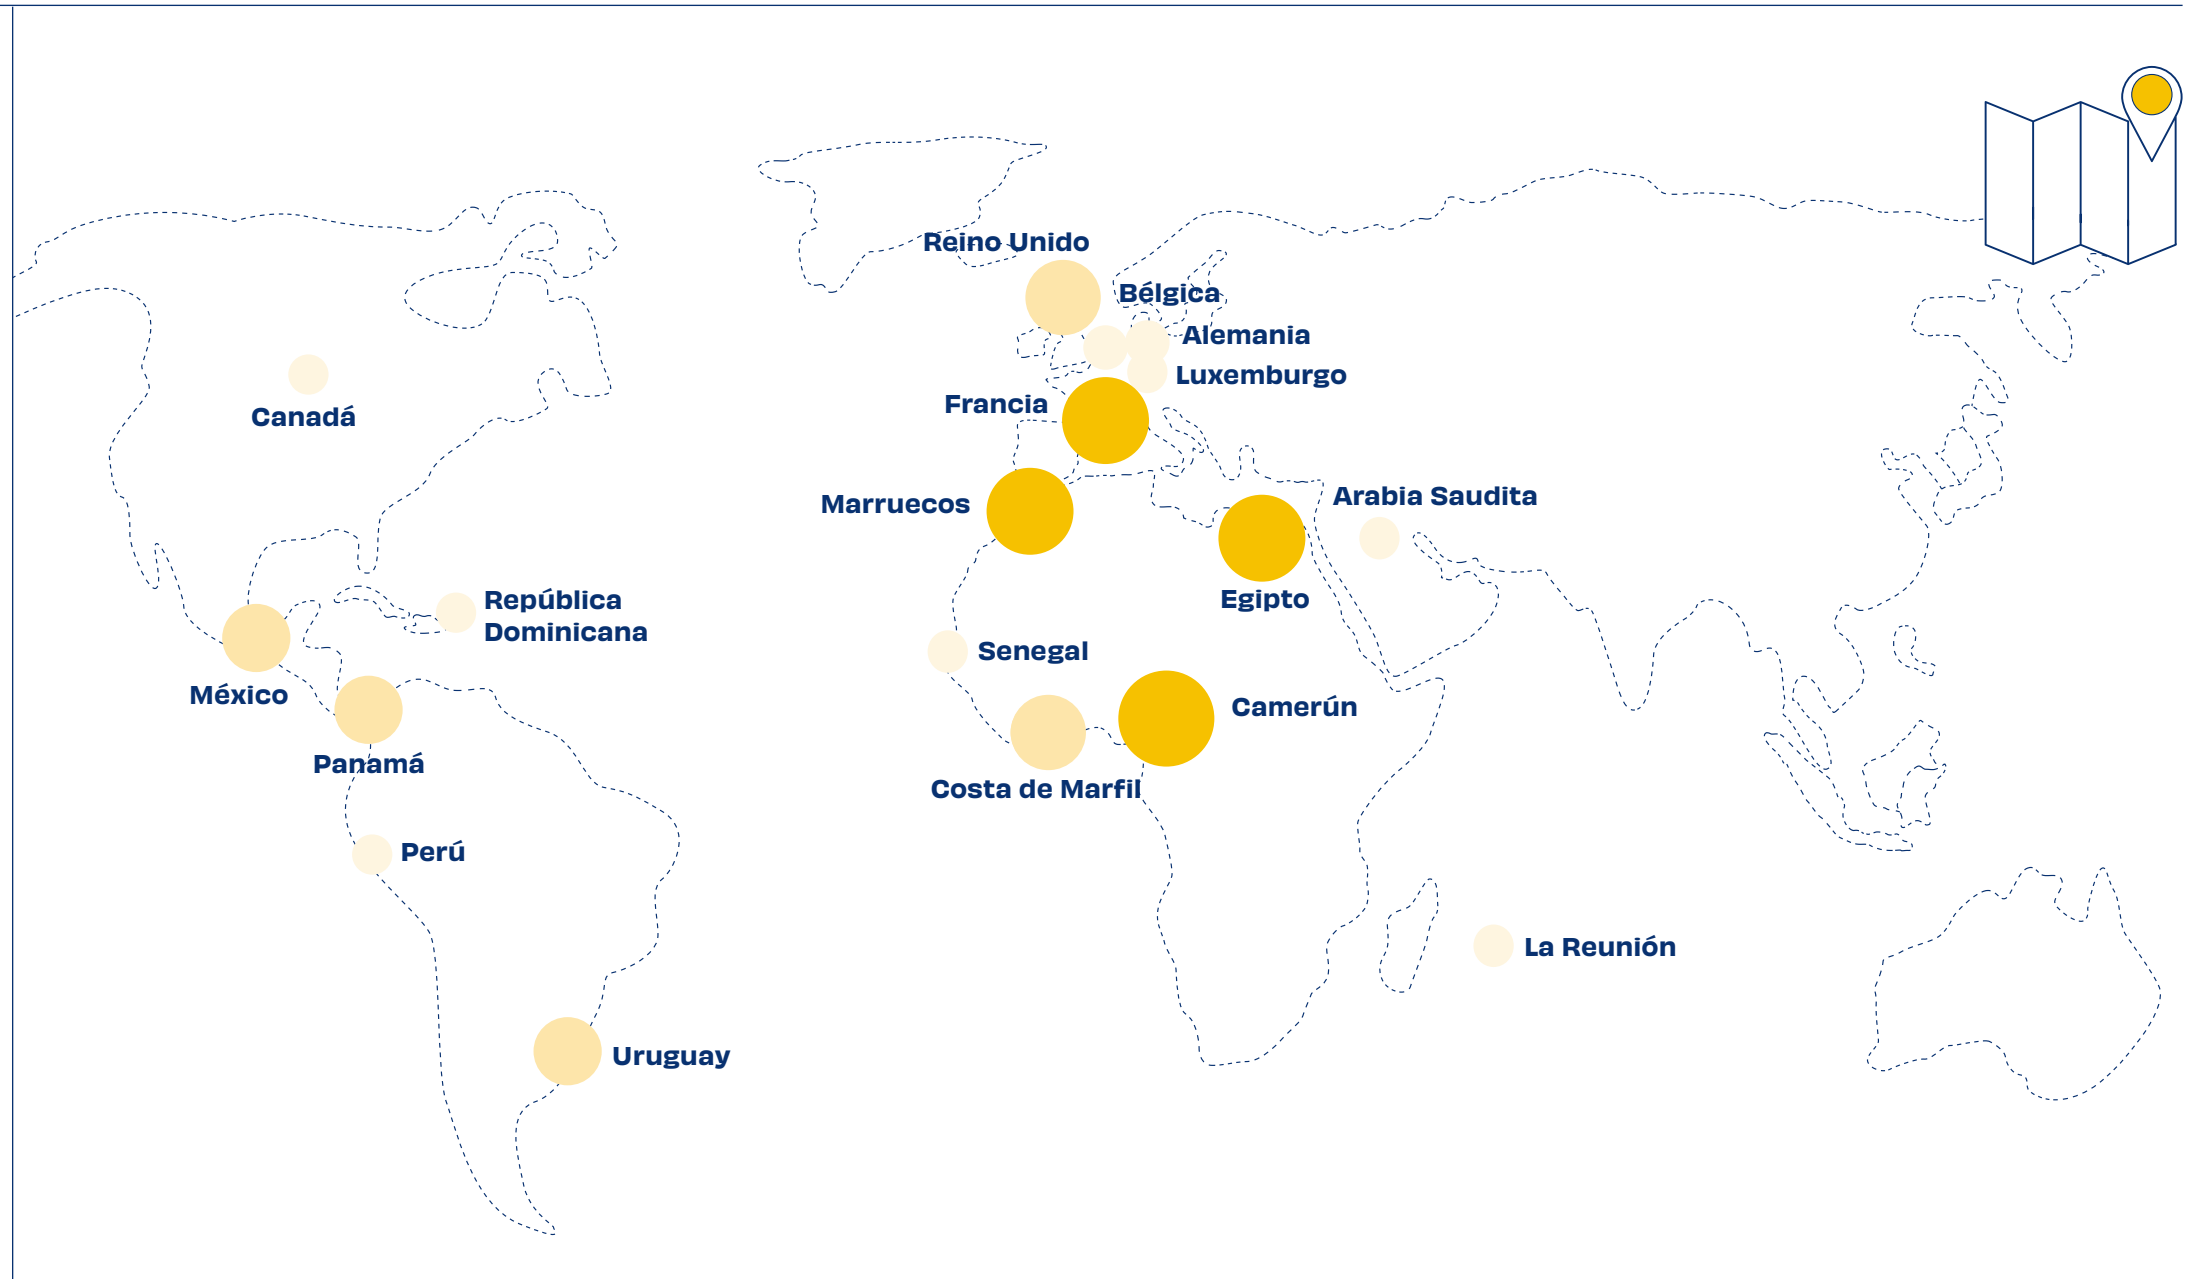 Reino Unido
Bélgica
Alemania
Luxemburgo
Canadá
Francia
Marruecos
Arabia Saudita
Egipto
República
Dominicana
Senegal
México
Camerún
Panamá
Costa de Marfil
Perú
La Reunión
Uruguay